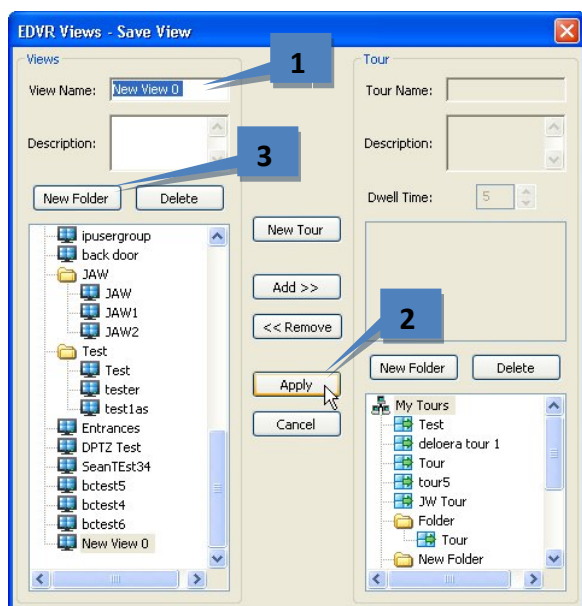 EDVR Views - Save View
Views
1
View Name: New View 0
Description:
3
New Folder Delete
ipusergroup
back door
JAW
JAW
JAW1
JAW2
Test
Test
tester
test1as
Entrances
DPTZ Test
SeanTEst34
bctest5
bctest4
bctest6
New View 0
New Tour
Add >>
<< Remove
2
Apply
Cancel
Tour
Tour Name:
Description:
Dwell Time: 5
New Folder Delete
My Tours
Test
deloera tour 1
Tour
tour5
JW Tour
Folder
Tour
New Folder